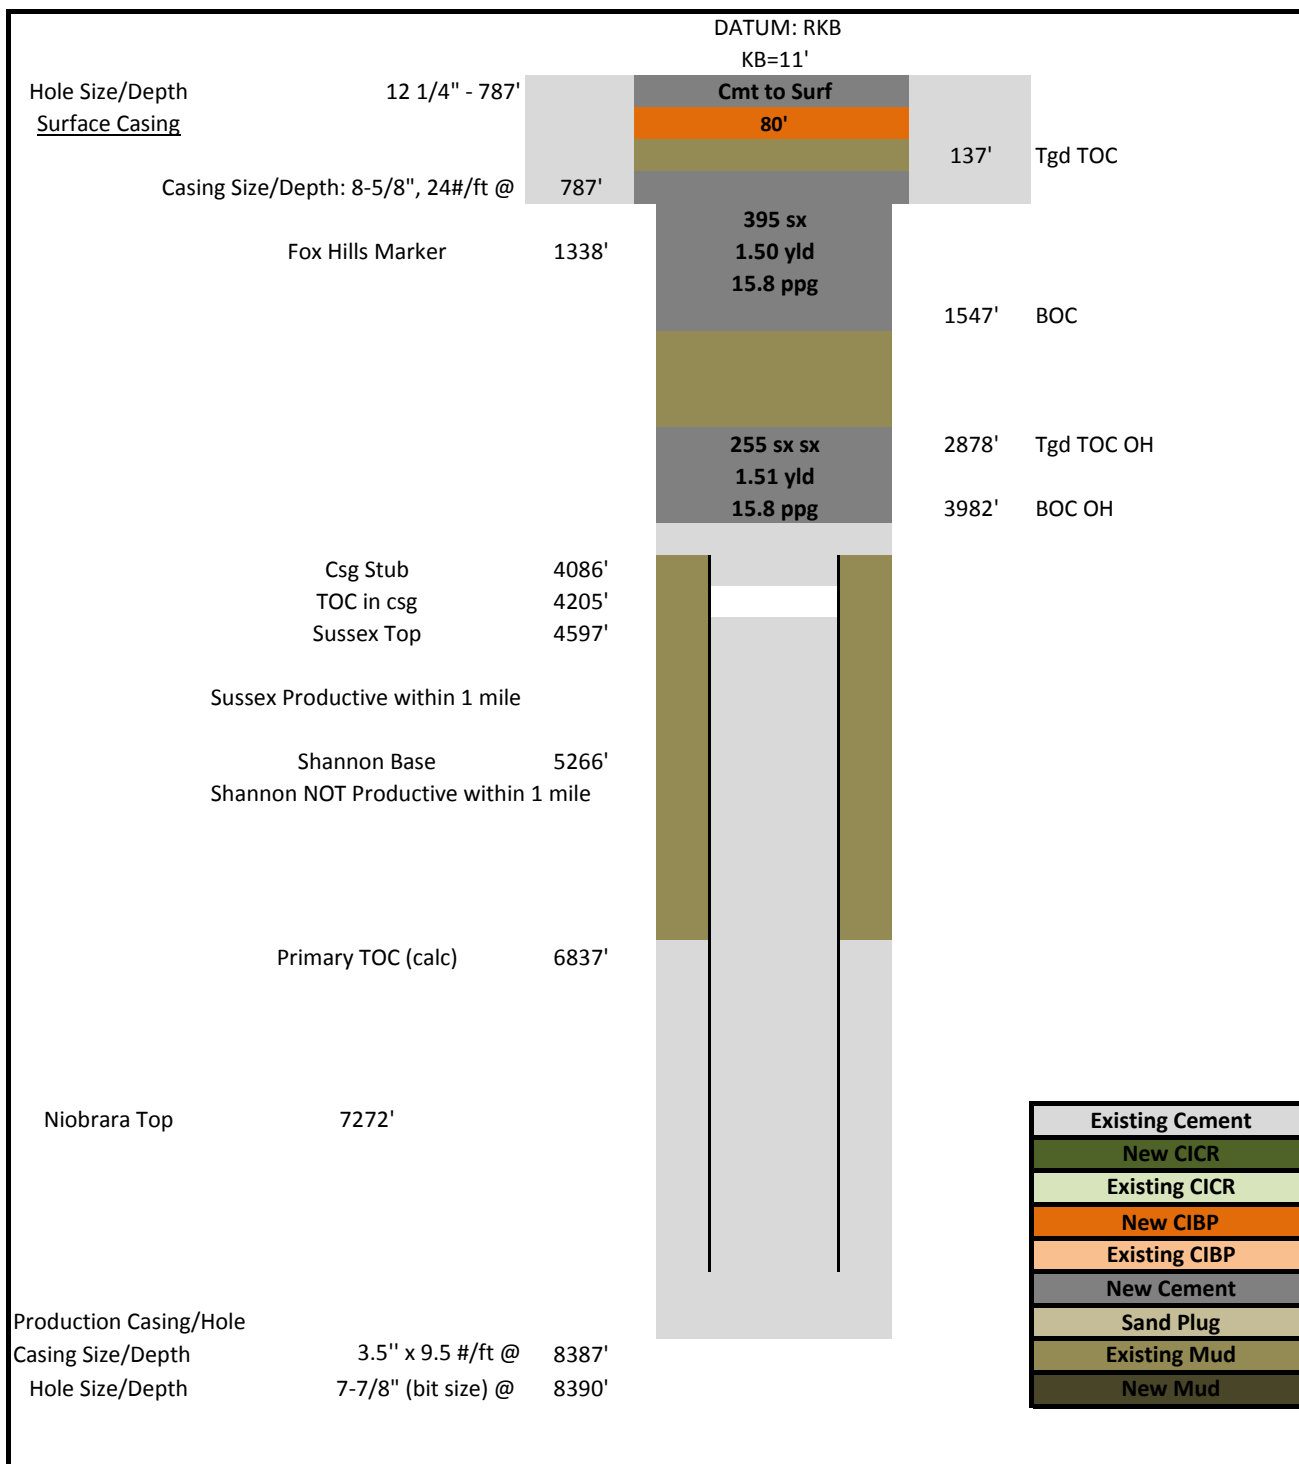 DATUM: RKB
KB=11'
Hole Size/Depth 12 1/4" - 787' Cmt to Surf
Surface Casing 80'
137' Tgd TOC
Casing Size/Depth: 8-5/8", 24#/ft @ 787'
395 sx
Fox Hills Marker 1338' 1.50 yld
15.8 ppg
1547' BOC
255 sx sx 2878' Tgd TOC OH
1.51 yld
15.8 ppg 3982' BOC OH
Csg Stub 4086'
TOC in csg 4205'
Sussex Top 4597'
Sussex Productive within 1 mile
Shannon Base 5266'
Shannon NOT Productive within 1 mile
Primary TOC (calc) 6837'
Niobrara Top 7272'
Existing Cement
New CICR
Existing CICR
New CIBP
Existing CIBP
New Cement
Sand Plug
Existing Mud
New Mud
Production Casing/Hole
Casing Size/Depth 3.5'' x 9.5 #/ft @ 8387'
Hole Size/Depth 7-7/8" (bit size) @ 8390'